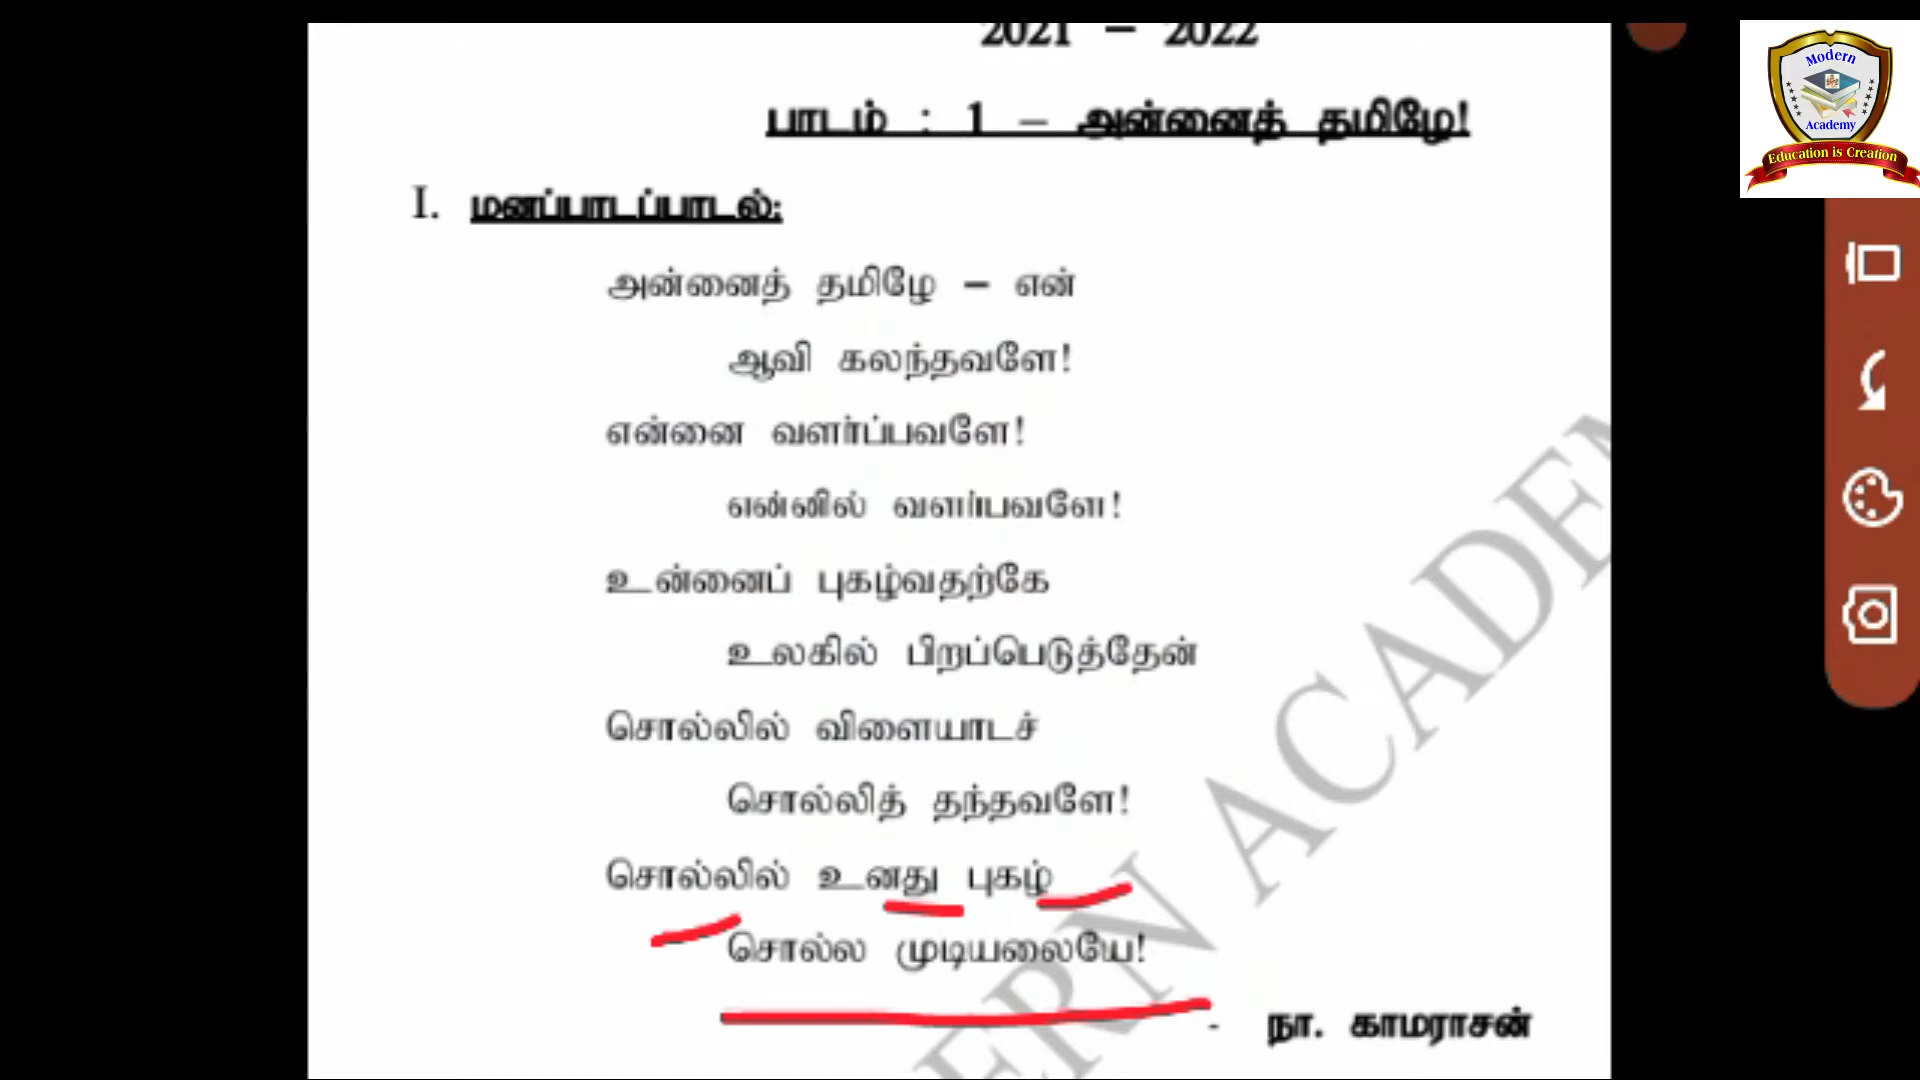 2021 – 2022
Modern
Academy
Education is Creation
பாடம் : 1 – அன்னைத் தமிழே!
I. மனப்பாடப்பாடல்:
அன்னைத் தமிழே – என்
ஆவி கலந்தவளே!
என்னை வளர்ப்பவளே!
என்னில் வளர்பவளே!
உன்னைப் புகழ்வதற்கே
உலகில் பிறப்பெடுத்தேன்
சொல்லில் விளையாடச்
சொல்லித் தந்தவளே!
சொல்லில் உனது புகழ்
சொல்ல முடியலையே!
- நா. காமராசன்
ERN ACADEM